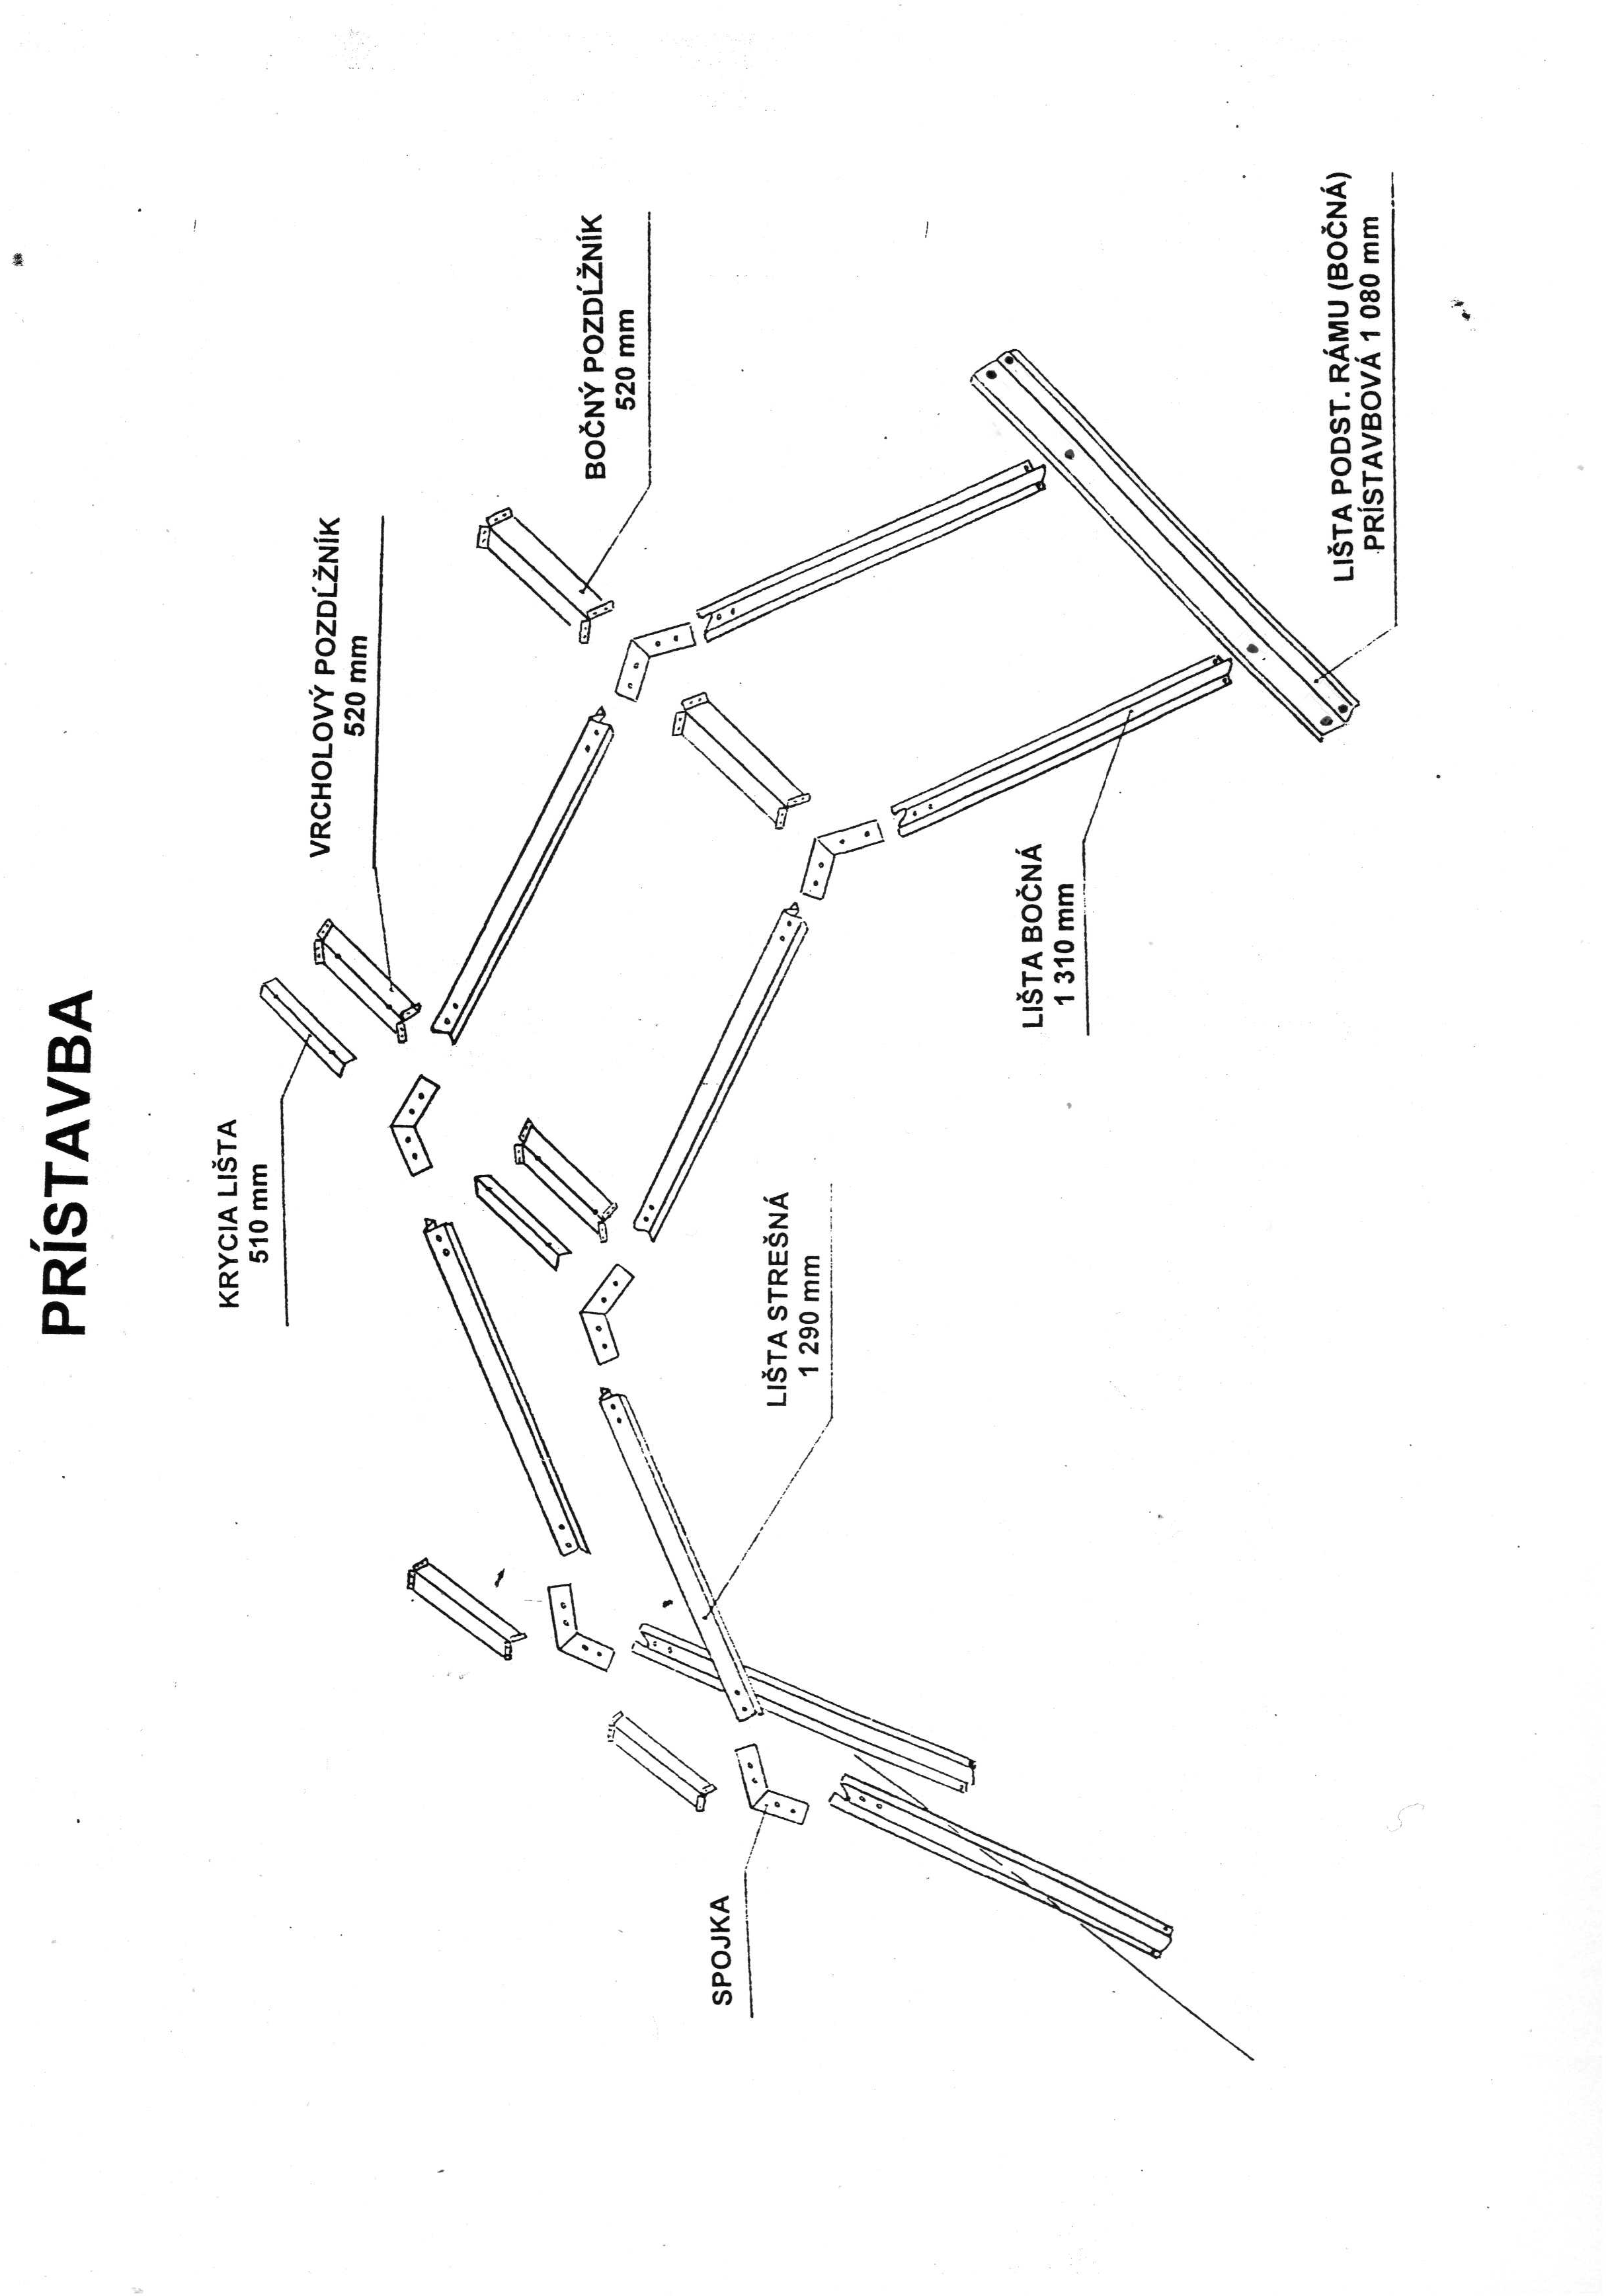 PRÍSTAVBA
KRYCIA LIŠTA
510 mm
VRCHOLOVÝ POZDĹŽNÍK
520 mm
BOČNÝ POZDĹŽNÍK
520 mm
SPOJKA
LIŠTA STREŠNÁ
1 290 mm
LIŠTA BOČNÁ
1 310 mm
LIŠTA PODST. RÁMU (BOČNÁ)
PRÍSTAVBOVÁ 1 080 mm